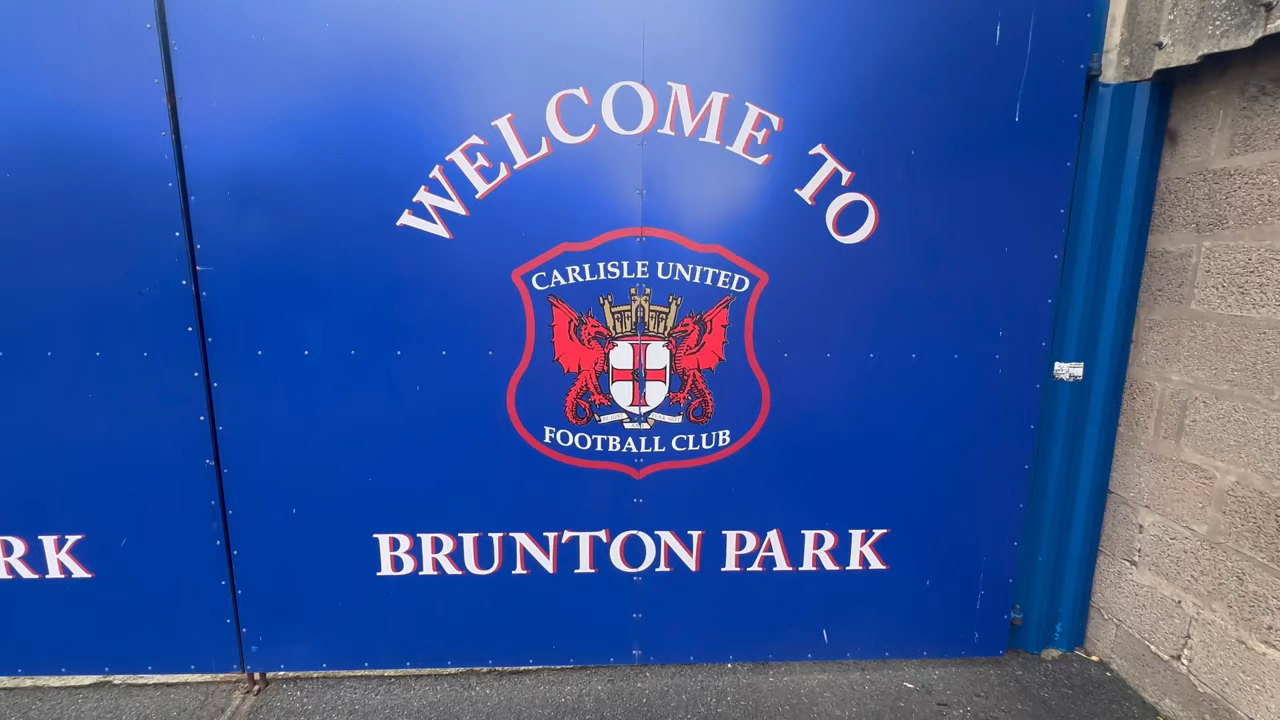 WELCOME TO
CARLISLE UNITED
FOOTBALL CLUB
RK
BRUNTON PARK